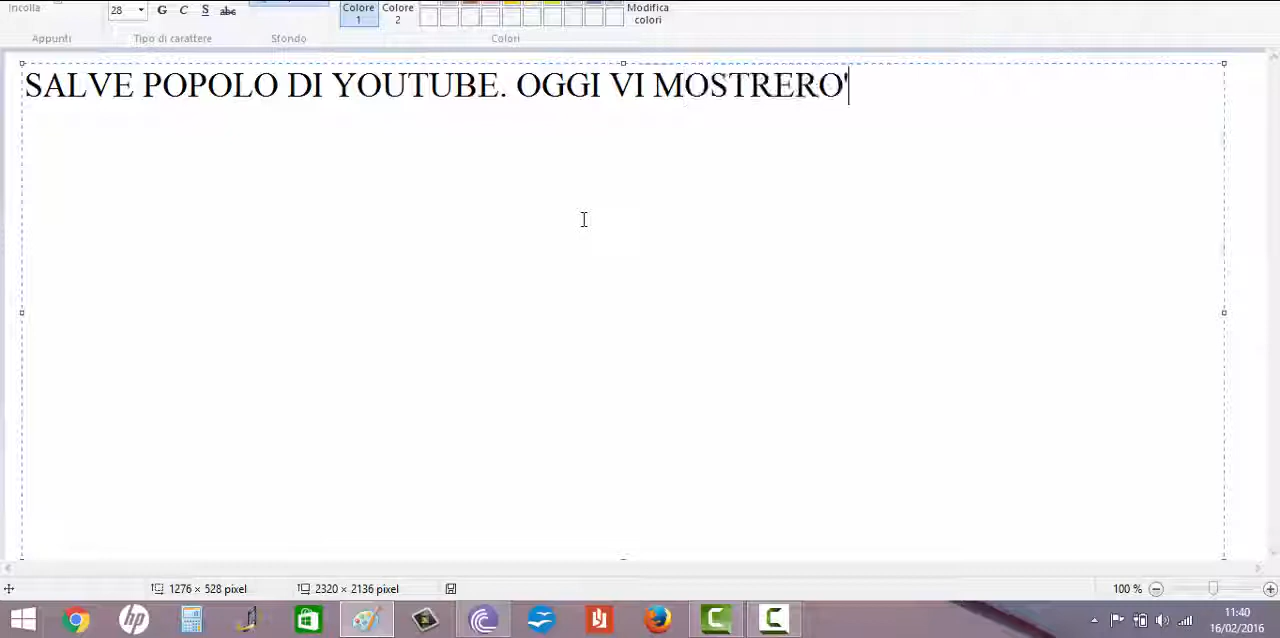 Incolla
28
G C S abc
Colore 1
Colore 2
Modifica colori
Appunti
Tipo di carattere
Sfondo
Colori
SALVE POPOLO DI YOUTUBE. OGGI VI MOSTRERO'
1276 × 528 pixel
2320 × 2136 pixel
100 %
hp
11:40
16/02/2016